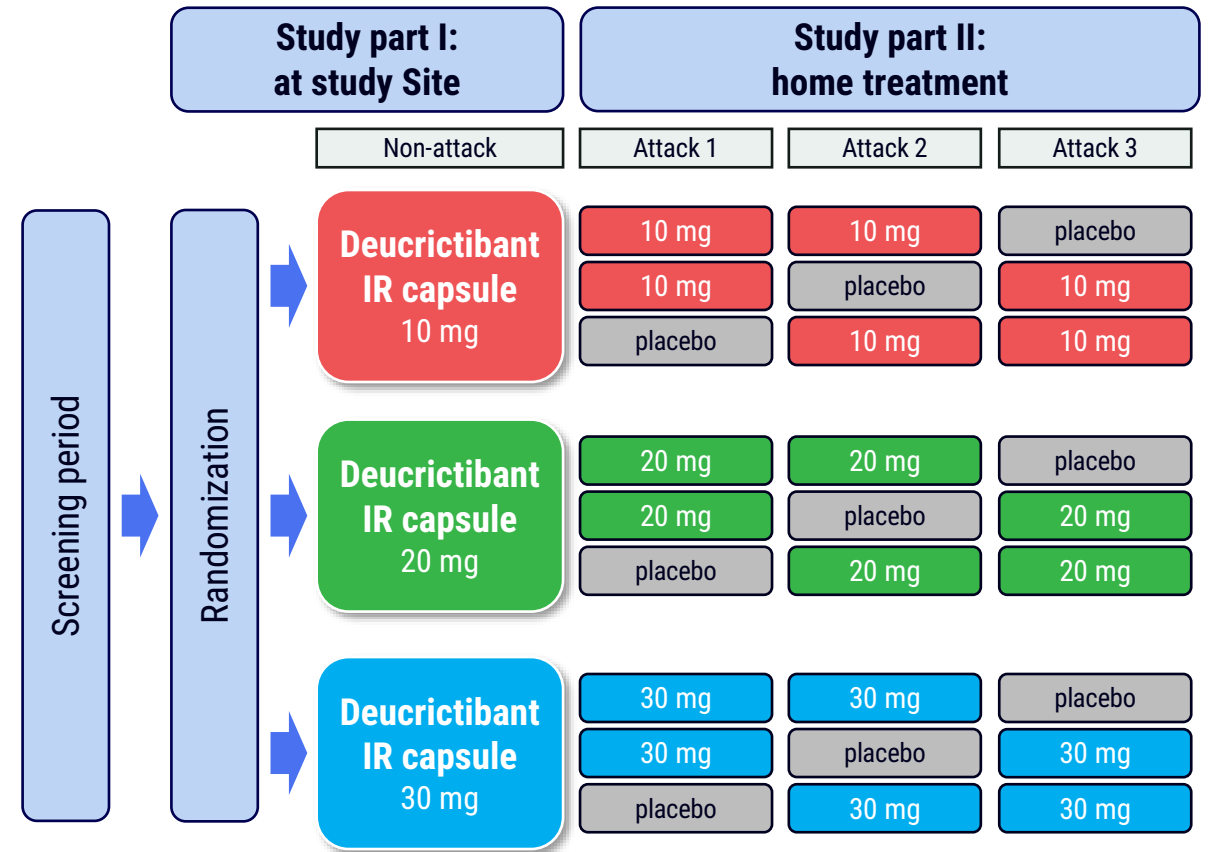 Study part I:
at study Site
Study part II:
home treatment
Non-attack
Attack 1
Attack 2
Attack 3
Screening period
Randomization
Deucrictibant
IR capsule
10 mg
10 mg
10 mg
placebo
10 mg
placebo
10 mg
placebo
10 mg
10 mg
Deucrictibant
IR capsule
20 mg
20 mg
20 mg
placebo
20 mg
placebo
20 mg
placebo
20 mg
20 mg
Deucrictibant
IR capsule
30 mg
30 mg
30 mg
placebo
30 mg
placebo
30 mg
placebo
30 mg
30 mg